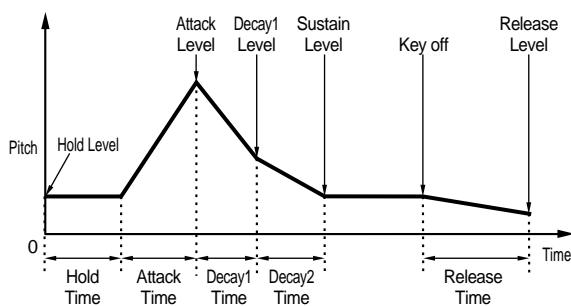 Attack
Level
Decay1
Level
Sustain
Level
Key off
Release
Level
Pitch
Hold Level
0
Time
Hold
Time
Attack
Time
Decay1
Time
Decay2
Time
Release
Time